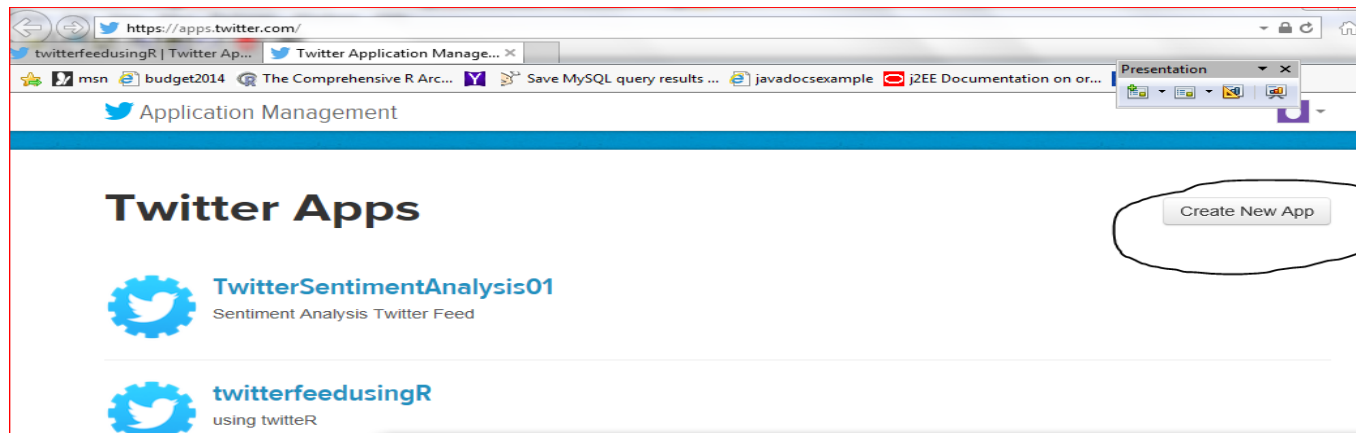 https://apps.twitter.com/
twitterfeedusingR | Twitter Ap... Twitter Application Manage...
msn budget2014 The Comprehensive R Arc... Save MySQL query results ... javadocsexample j2EE Documentation on or...
Presentation
Application Management
Twitter Apps
Create New App
TwitterSentimentAnalysis01
Sentiment Analysis Twitter Feed
twitterfeedusingR
using twitteR